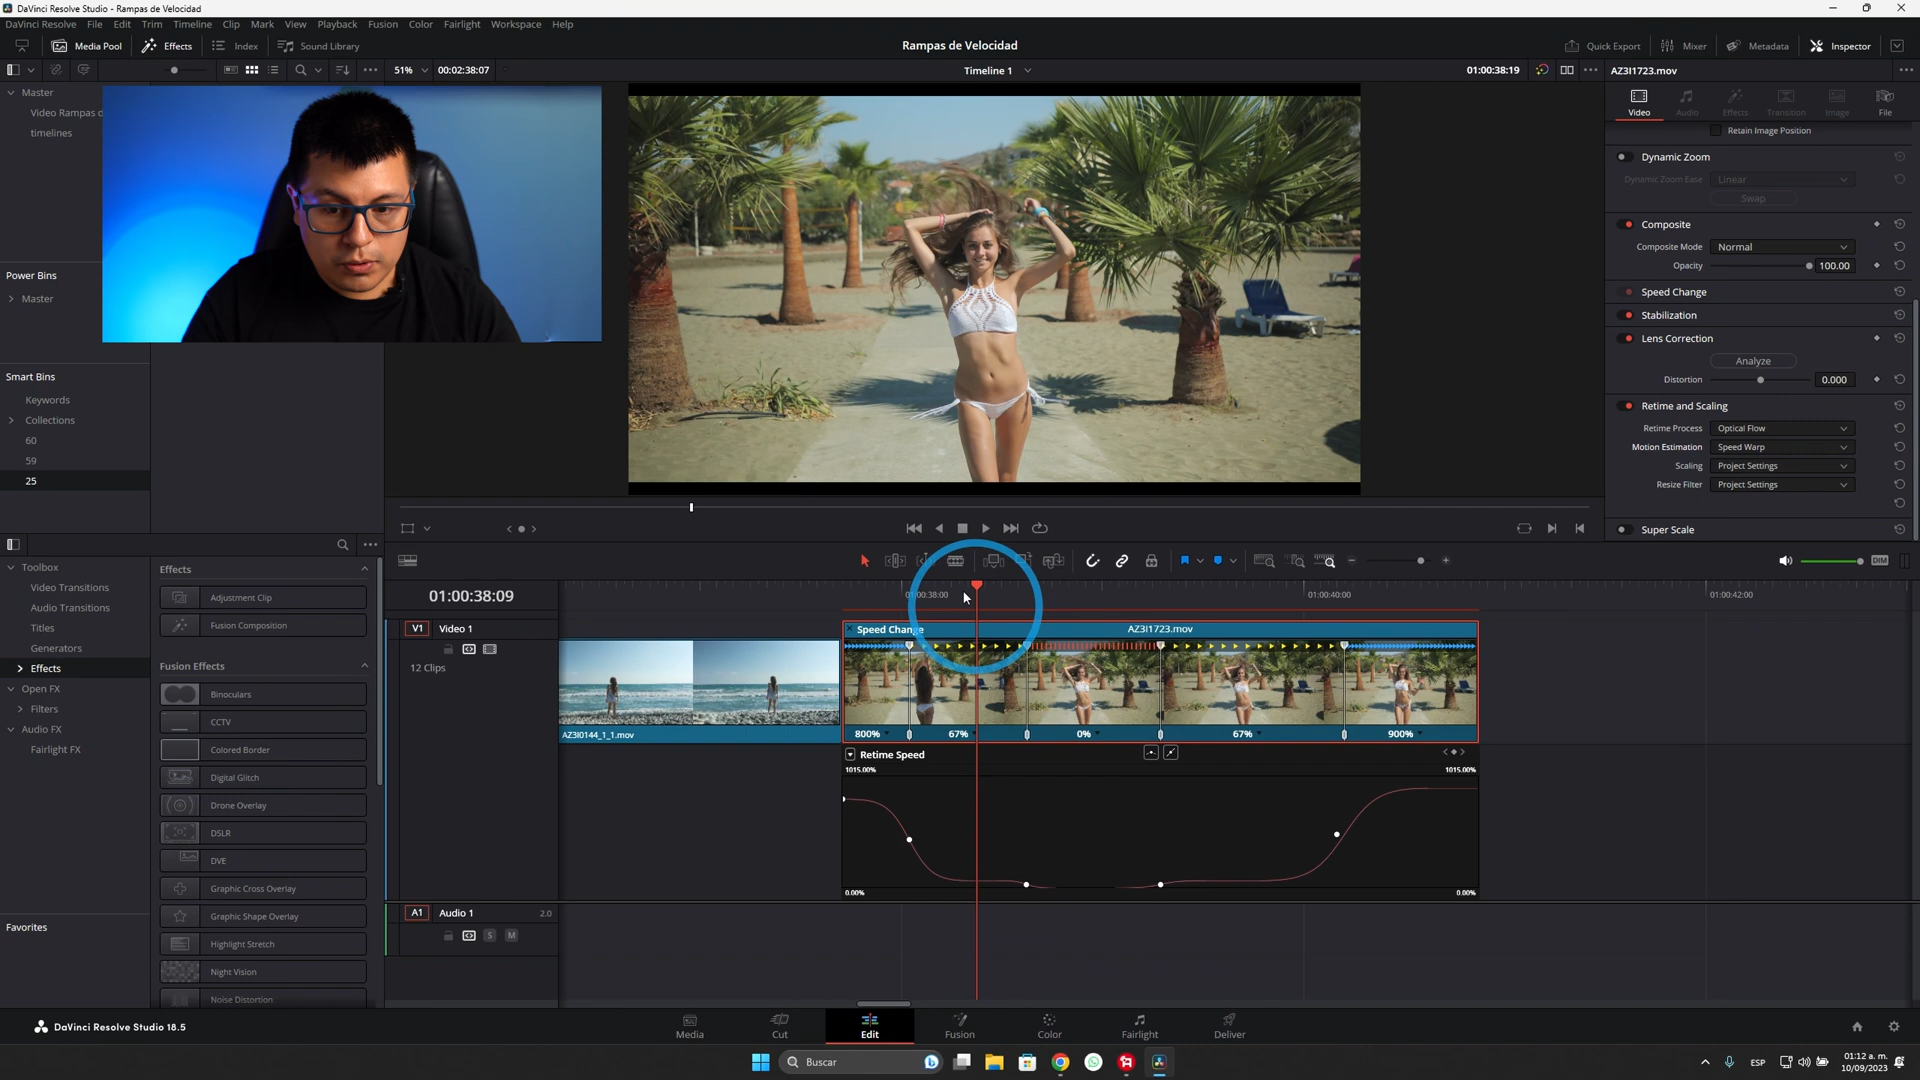 DaVinci Resolve Studio - Rampas de Velocidad
DaVinci Resolve File Edit Trim Timeline Clip Mark View Playback Fusion Color Fairlight Workspace Help
Media Pool Effects Index Sound Library
Rampas de Velocidad
Quick Export Mixer Metadata Inspector
51% 00:02:38:07
Timeline 1
01:00:38:19
AZ3I1723.mov
Master
Video Rampas d
timelines
Power Bins
Master
Smart Bins
Keywords
Collections
60
59
25
Video Audio Effects Transition Image File
Retain Image Position
Dynamic Zoom
Dynamic Zoom Ease Linear
Swap
Composite
Composite Mode Normal
Opacity 100.00
Speed Change
Stabilization
Lens Correction
Analyze
Distortion 0.000
Retime and Scaling
Retime Process Optical Flow
Motion Estimation Speed Warp
Scaling Project Settings
Resize Filter Project Settings
Super Scale
Toolbox
Video Transitions
Audio Transitions
Titles
Generators
Effects
Open FX
Filters
Audio FX
Fairlight FX
Favorites
Effects
Adjustment Clip
Fusion Composition
Fusion Effects
Binoculars
CCTV
Colored Border
Digital Glitch
Drone Overlay
DSLR
DVE
Graphic Cross Overlay
Graphic Shape Overlay
Highlight Stretch
Night Vision
Noise Distortion
DIM
01:00:38:09
01:00:38:00 01:00:40:00 01:00:42:00
V1 Video 1
12 Clips
AZ3I0144_1_1.mov
Speed Change AZ3I1723.mov
800% 67% 0% 67% 900%
Retime Speed
1015.00% 1015.00%
0.00% 0.00%
A1 Audio 1 2.0
S M
DaVinci Resolve Studio 18.5
Media Cut Edit Fusion Color Fairlight Deliver
Buscar
ESP
01:12 a. m.
10/09/2023